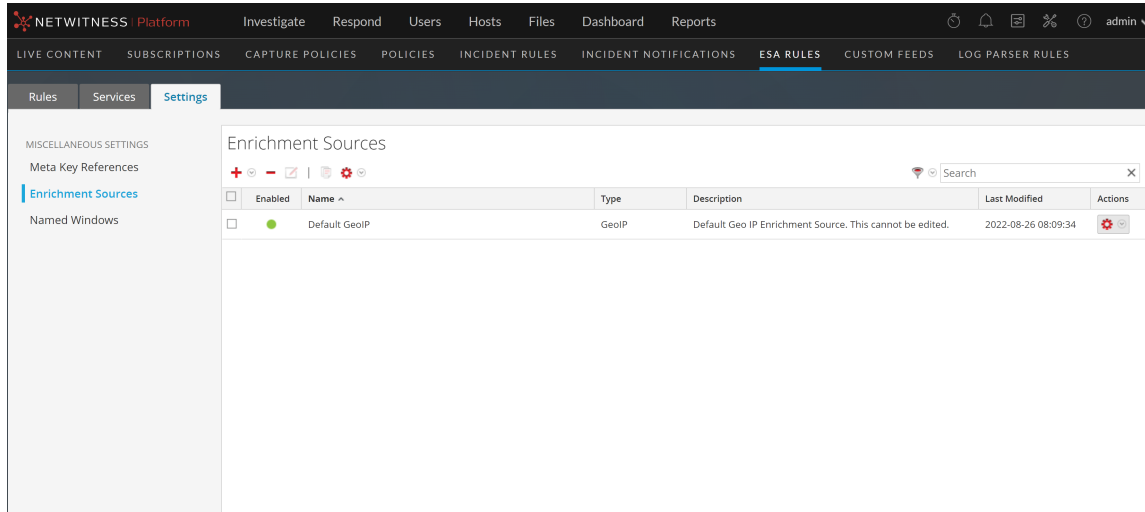 NETWITNESS Platform Investigate Respond Users Hosts Files Dashboard Reports admin
LIVE CONTENT SUBSCRIPTIONS CAPTURE POLICIES POLICIES INCIDENT RULES INCIDENT NOTIFICATIONS ESA RULES CUSTOM FEEDS LOG PARSER RULES
Rules Services Settings
MISCELLANEOUS SETTINGS
Meta Key References
Enrichment Sources
Named Windows
Enrichment Sources
Search
Enabled Name Type Description Last Modified Actions
Default GeoIP GeoIP Default Geo IP Enrichment Source. This cannot be edited. 2022-08-26 08:09:34